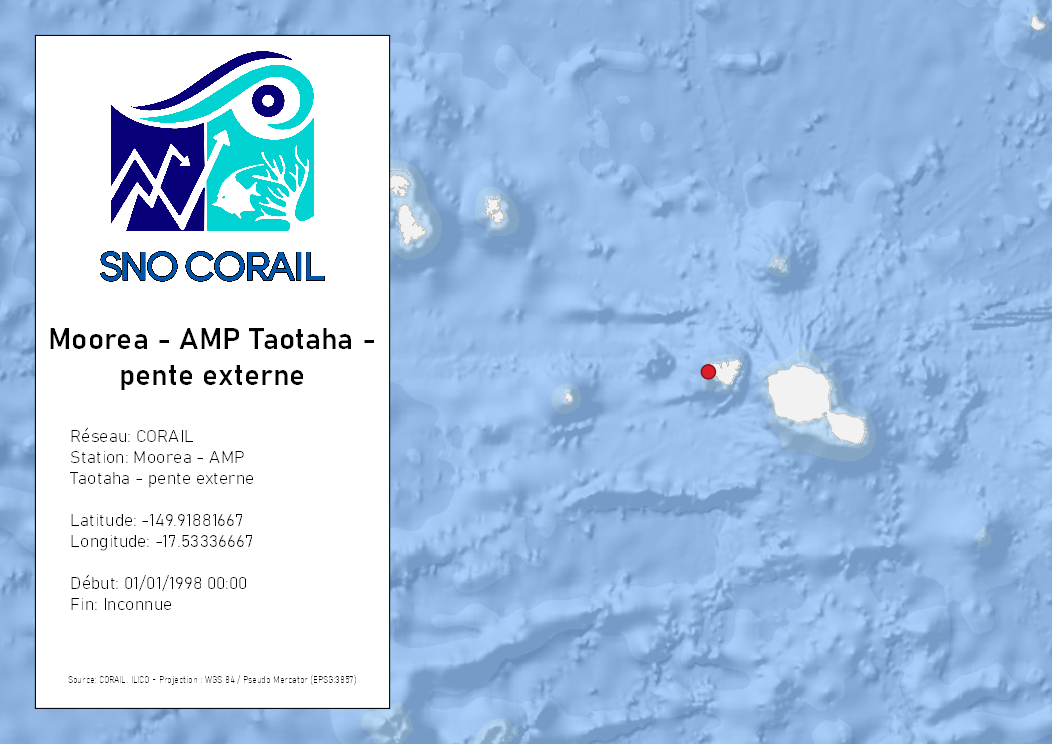 SNO CORAIL
Moorea - AMP Taotaha -
pente externe
Réseau: CORAIL
Station: Moorea - AMP
Taotaha - pente externe
Latitude: -149.91881667
Longitude: -17.53336667
Début: 01/01/1998 00:00
Fin: Inconnue
Source: CORAIL, ILICO - Projection : WGS 84 / Pseudo Mercator (EPSG:3857)